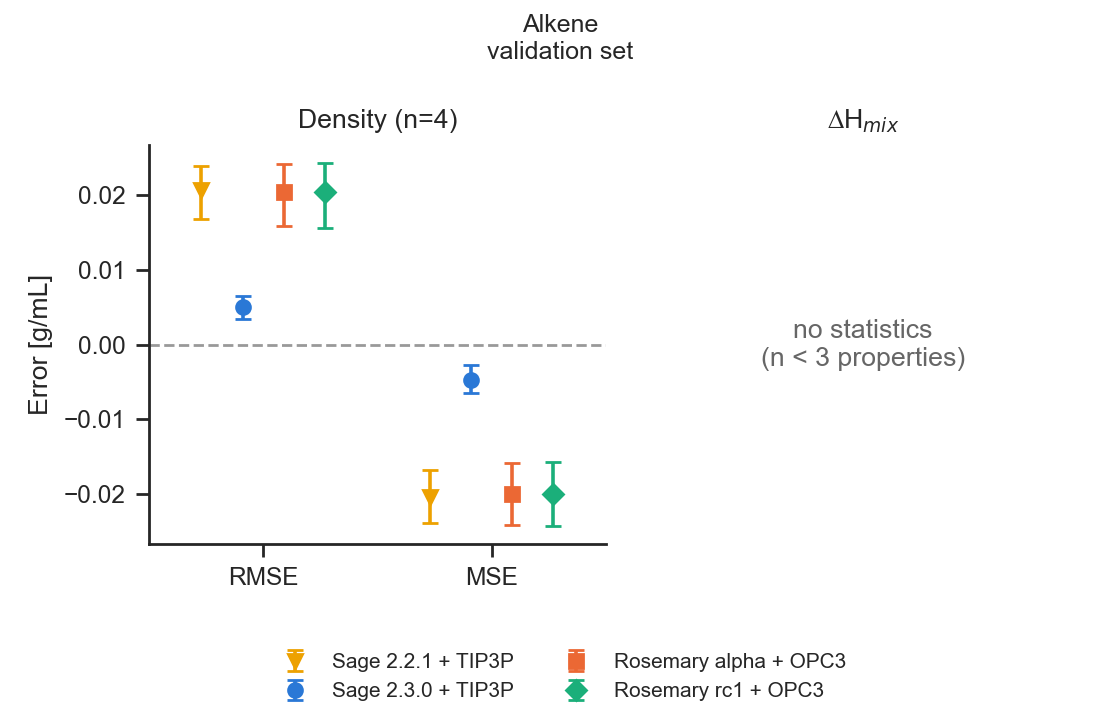 Alkene
validation set
Density (n=4)
ΔH_mix
Error [g/mL]
0.02
0.01
0.00
−0.01
−0.02
no statistics
(n < 3 properties)
RMSE
MSE
Sage 2.2.1 + TIP3P
Sage 2.3.0 + TIP3P
Rosemary alpha + OPC3
Rosemary rc1 + OPC3